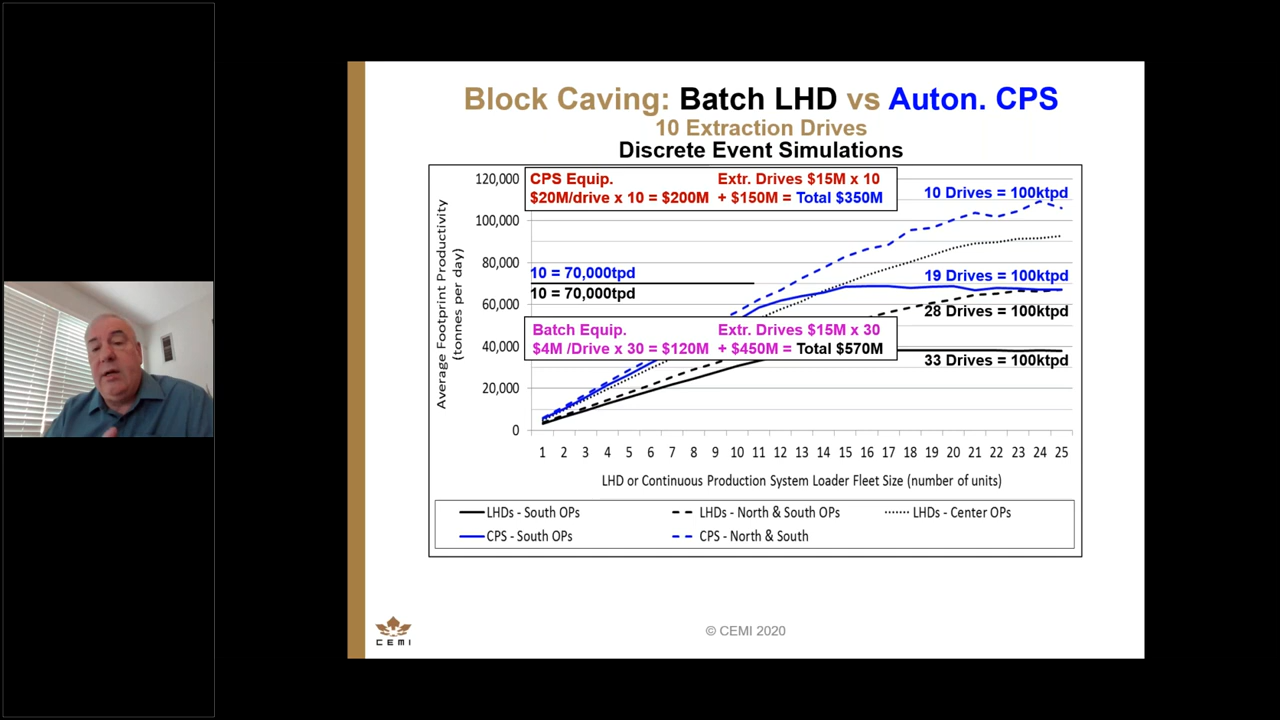 Block Caving: Batch LHD vs Auton. CPS
10 Extraction Drives
Discrete Event Simulations
CPS Equip. Extr. Drives $15M x 10
$20M/drive x 10 = $200M + $150M = Total $350M
10 Drives = 100ktpd
10 = 70,000tpd
10 = 70,000tpd
19 Drives = 100ktpd
28 Drives = 100ktpd
Batch Equip. Extr. Drives $15M x 30
$4M /Drive x 30 = $120M + $450M = Total $570M
33 Drives = 100ktpd
Average Footprint Productivity
(tonnes per day)
120,000
100,000
80,000
60,000
40,000
20,000
0
1 2 3 4 5 6 7 8 9 10 11 12 13 14 15 16 17 18 19 20 21 22 23 24 25
LHD or Continuous Production System Loader Fleet Size (number of units)
LHDs - South OPs LHDs - North & South OPs LHDs - Center OPs
CPS - South OPs CPS - North & South
CEMI
© CEMI 2020